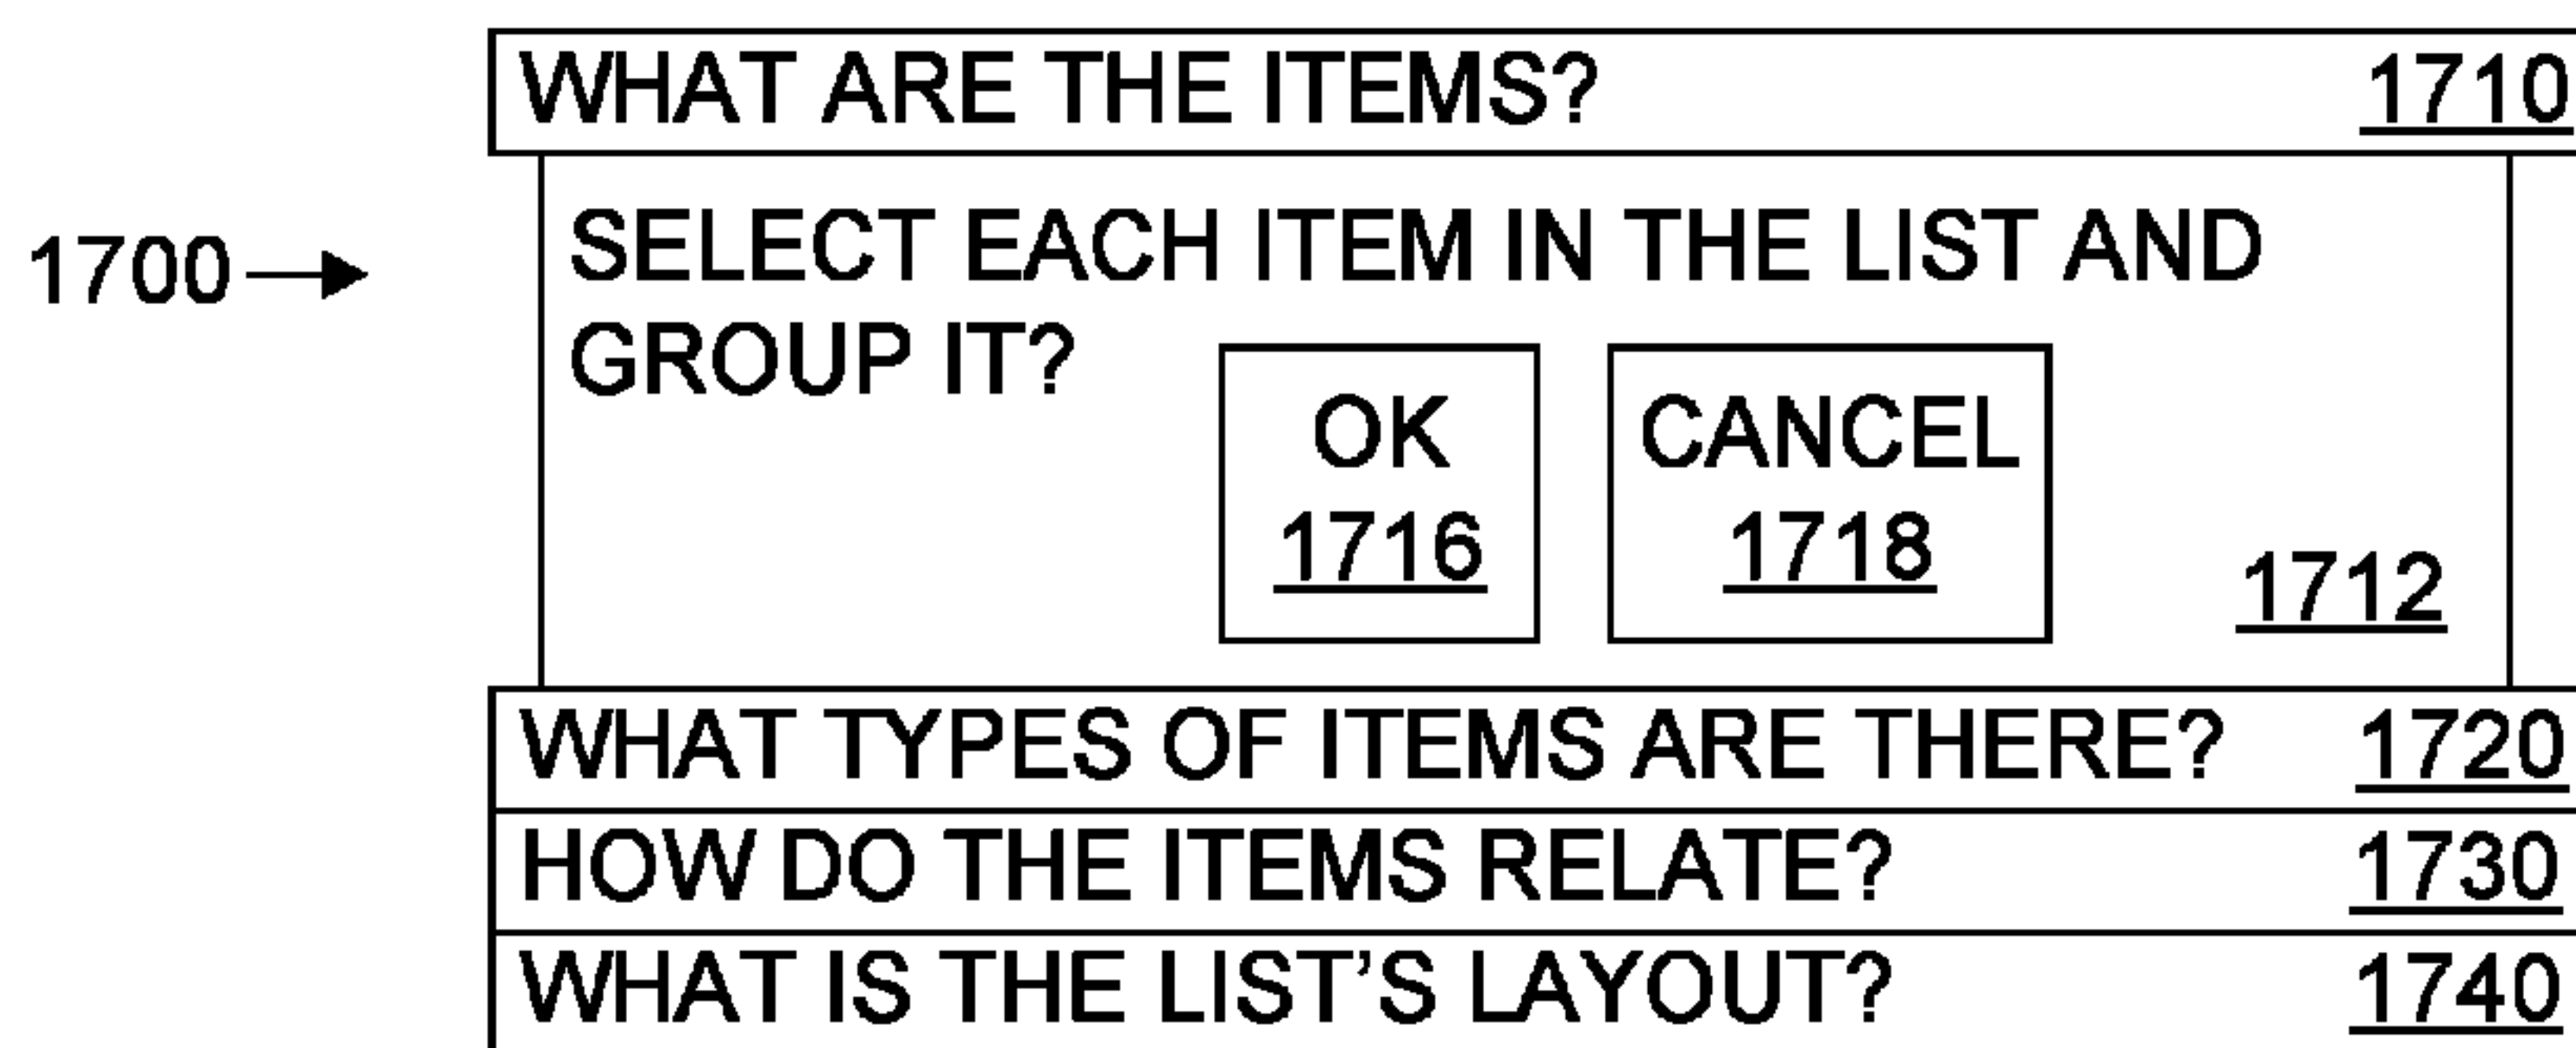 WHAT ARE THE ITEMS? 1710
1700
SELECT EACH ITEM IN THE LIST AND
GROUP IT?
OK
1716
CANCEL
1718
1712
WHAT TYPES OF ITEMS ARE THERE? 1720
HOW DO THE ITEMS RELATE? 1730
WHAT IS THE LIST’S LAYOUT? 1740